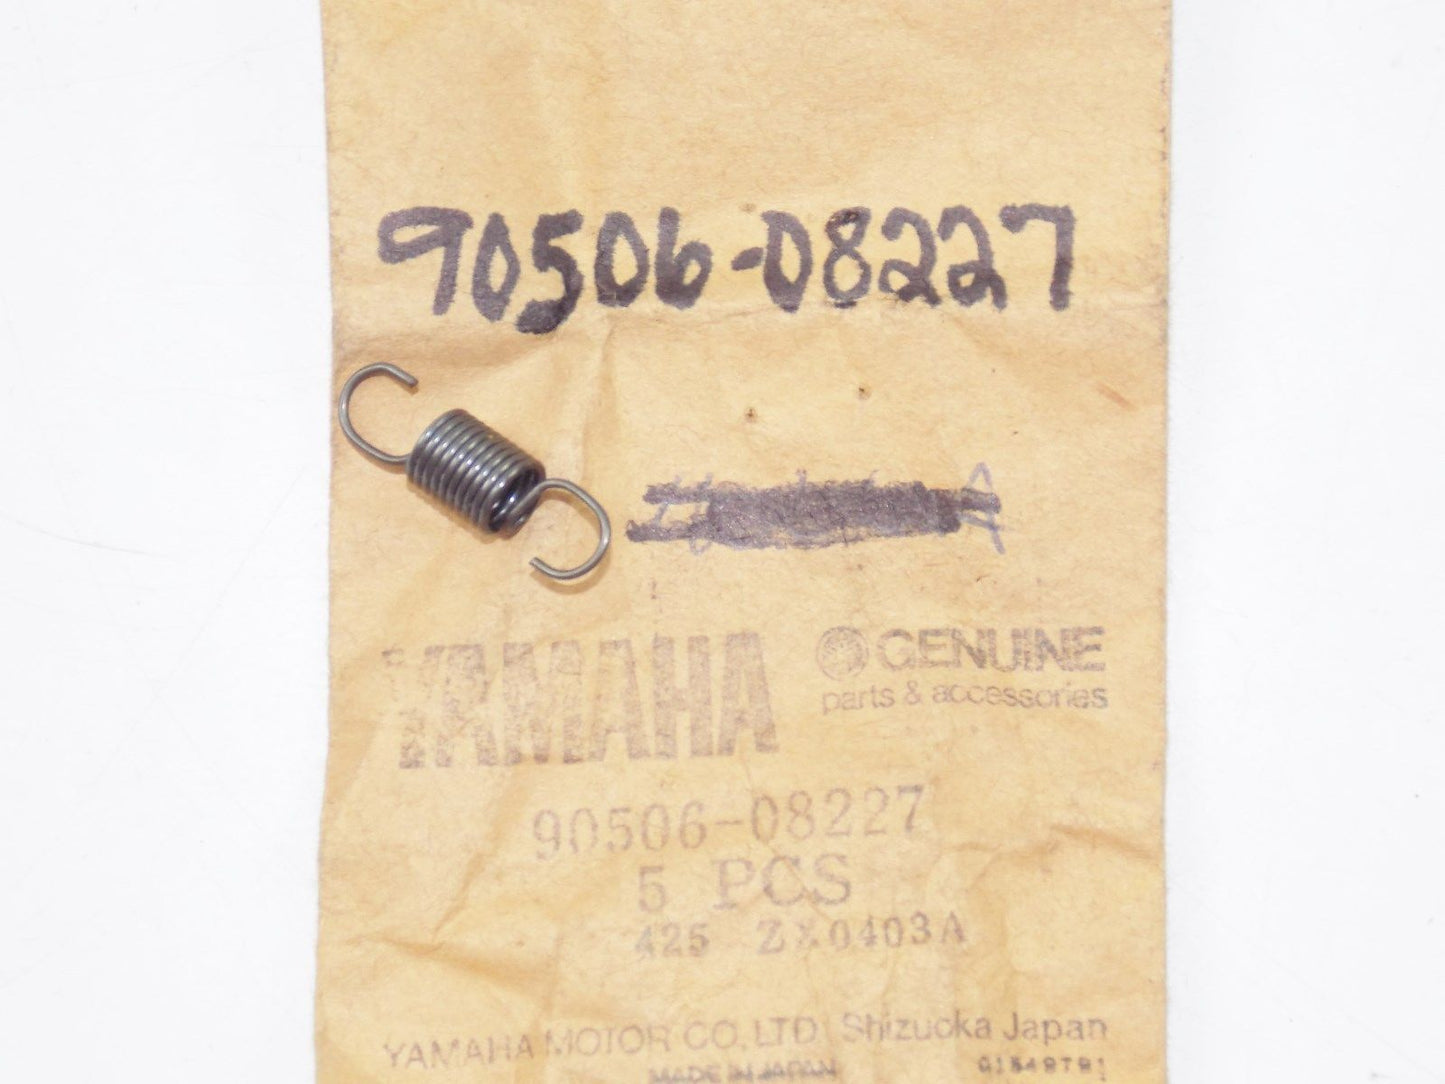 90506-08227
YAMAHA
GENUINE
parts & accessories
90506-08227
5 PCS
425 ZX0403A
YAMAHA MOTOR CO., LTD. Shizuoka Japan
MADE IN JAPAN